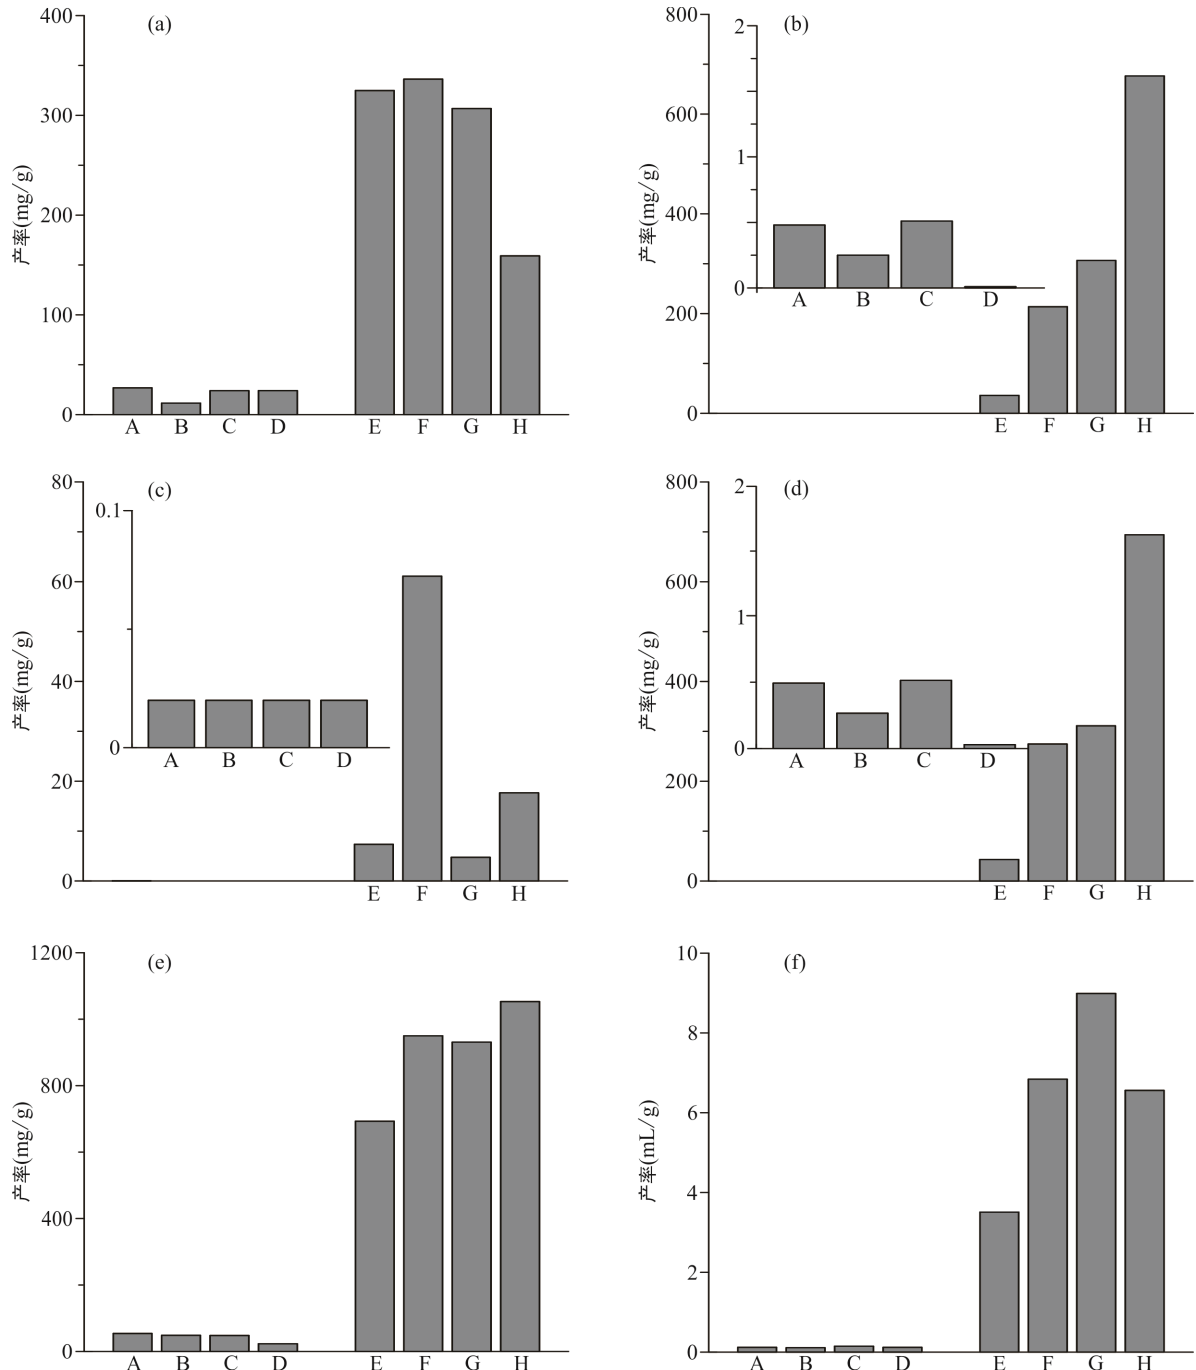 400
300
200
100
0
产率(mg/g)
(a)
A B C D E F G H
800
600
400
200
0
产率(mg/g)
(b)
2
1
0
A B C D
E F G H
80
60
40
20
0
产率(mg/g)
(c)
0.1
0
A B C D
E F G H
800
600
400
200
0
产率(mg/g)
(d)
2
1
0
A B C D
E F G H
1200
800
400
0
产率(mg/g)
(e)
A B C D E F G H
10
8
6
4
2
0
产率(mL/g)
(f)
A B C D E F G H